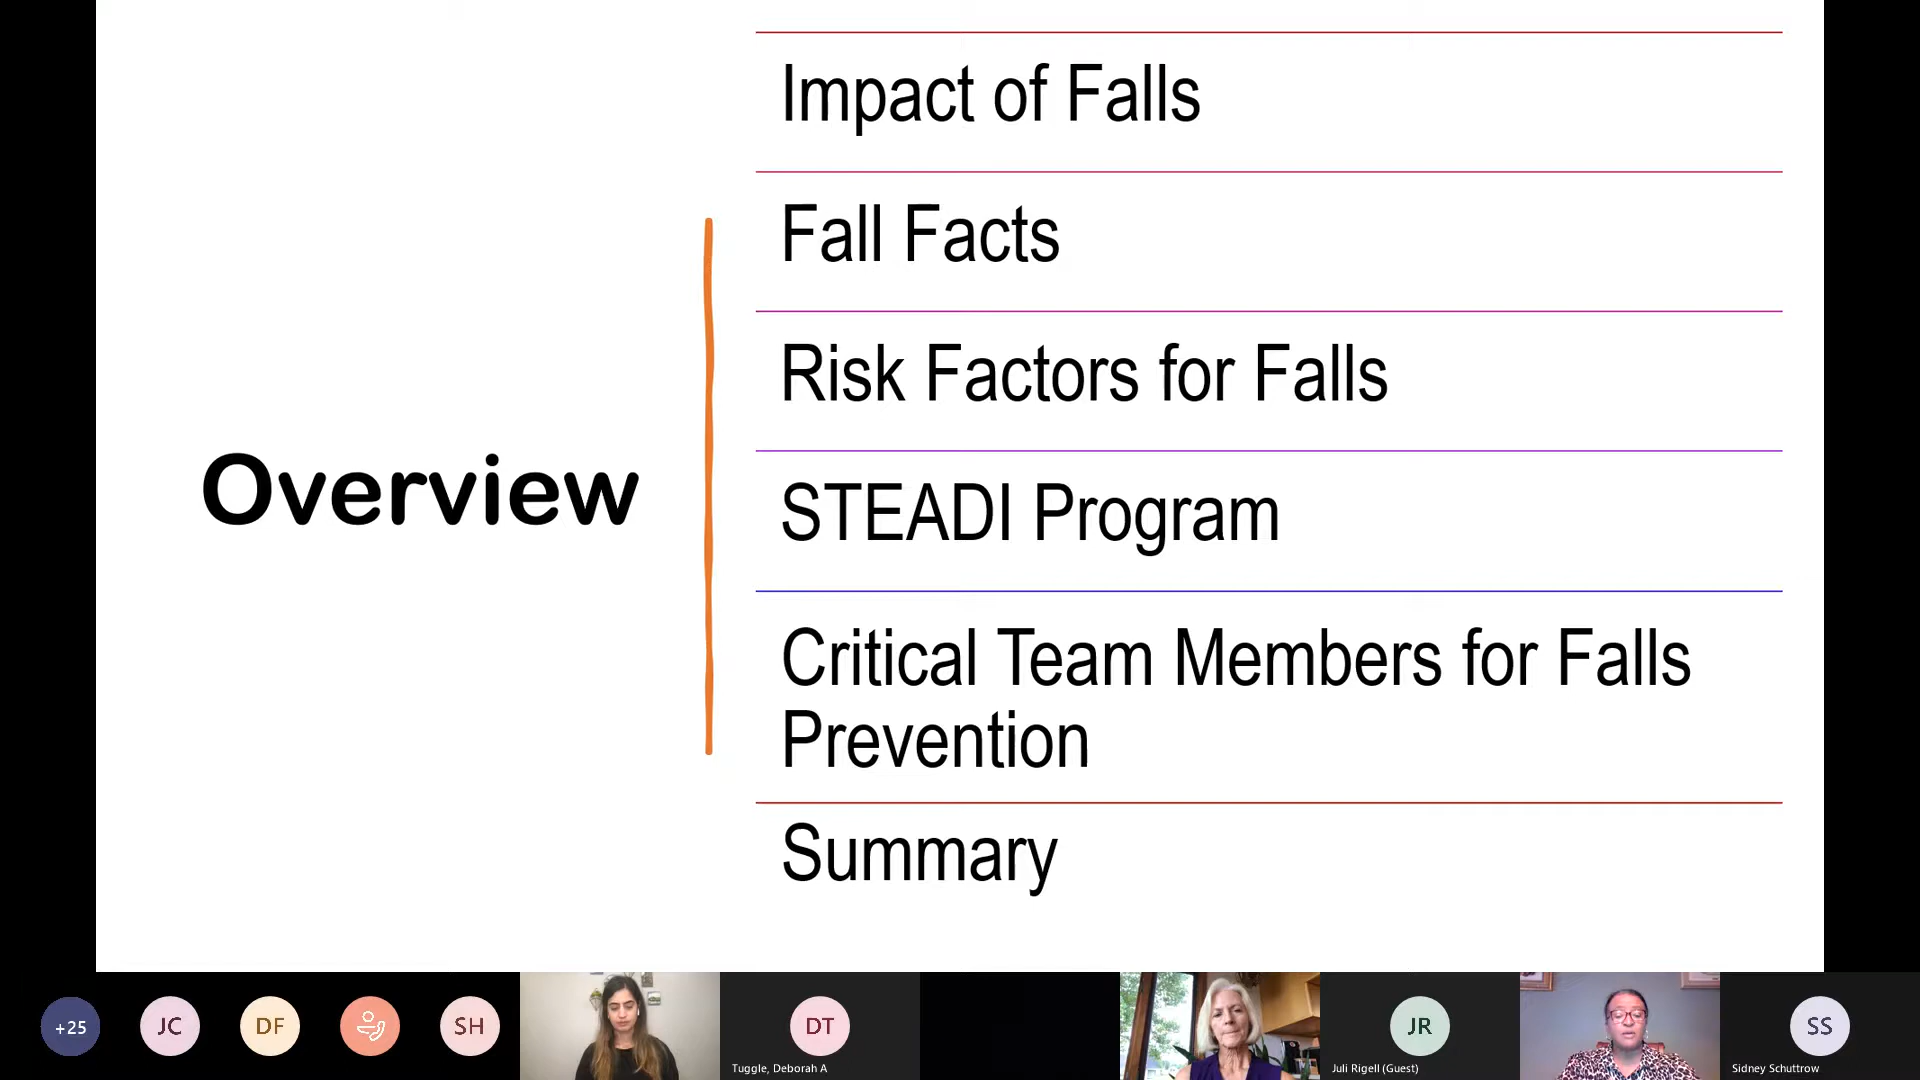 Impact of Falls
Fall Facts
Risk Factors for Falls
STEADI Program
Overview
Critical Team Members for Falls
Prevention
Summary
+25
JC
DF
SH
DT
Tuggle, Deborah A
JR
Juli Rigell (Guest)
SS
Sidney Schuttrow